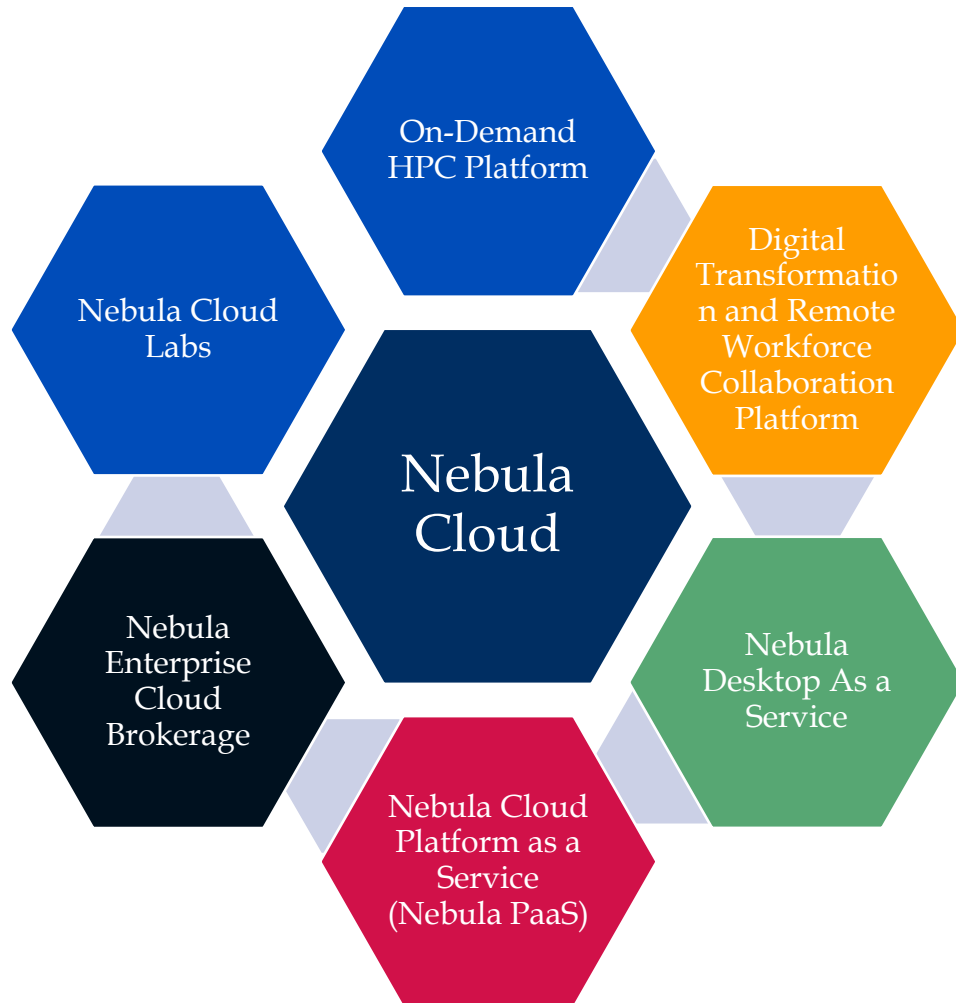 On-Demand
HPC Platform
Digital
Transformatio
n and Remote
Workforce
Collaboration
Platform
Nebula Cloud
Labs
Nebula
Cloud
Nebula
Enterprise
Cloud
Brokerage
Nebula
Desktop As a
Service
Nebula Cloud
Platform as a
Service
(Nebula PaaS)